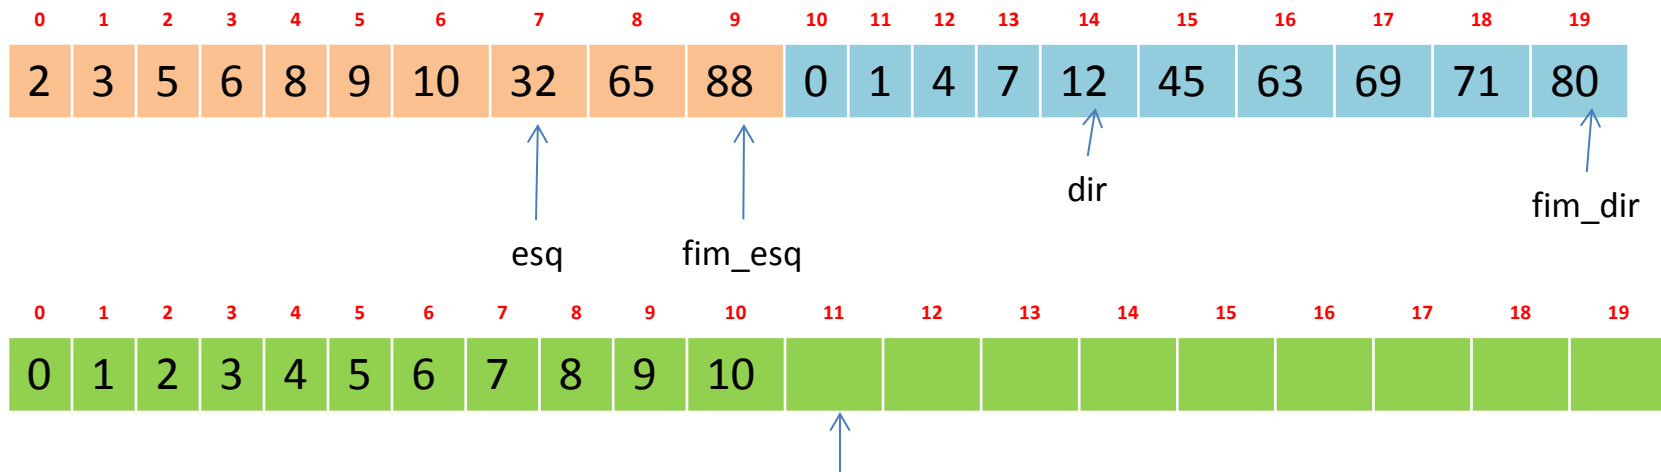 0 1 2 3 4 5 6 7 8 9 10 11 12 13 14 15 16 17 18 19
2 3 5 6 8 9 10 32 65 88 0 1 4 7 12 45 63 69 71 80
dir
fim_dir
esq fim_esq
0 1 2 3 4 5 6 7 8 9 10 11 12 13 14 15 16 17 18 19
0 1 2 3 4 5 6 7 8 9 10